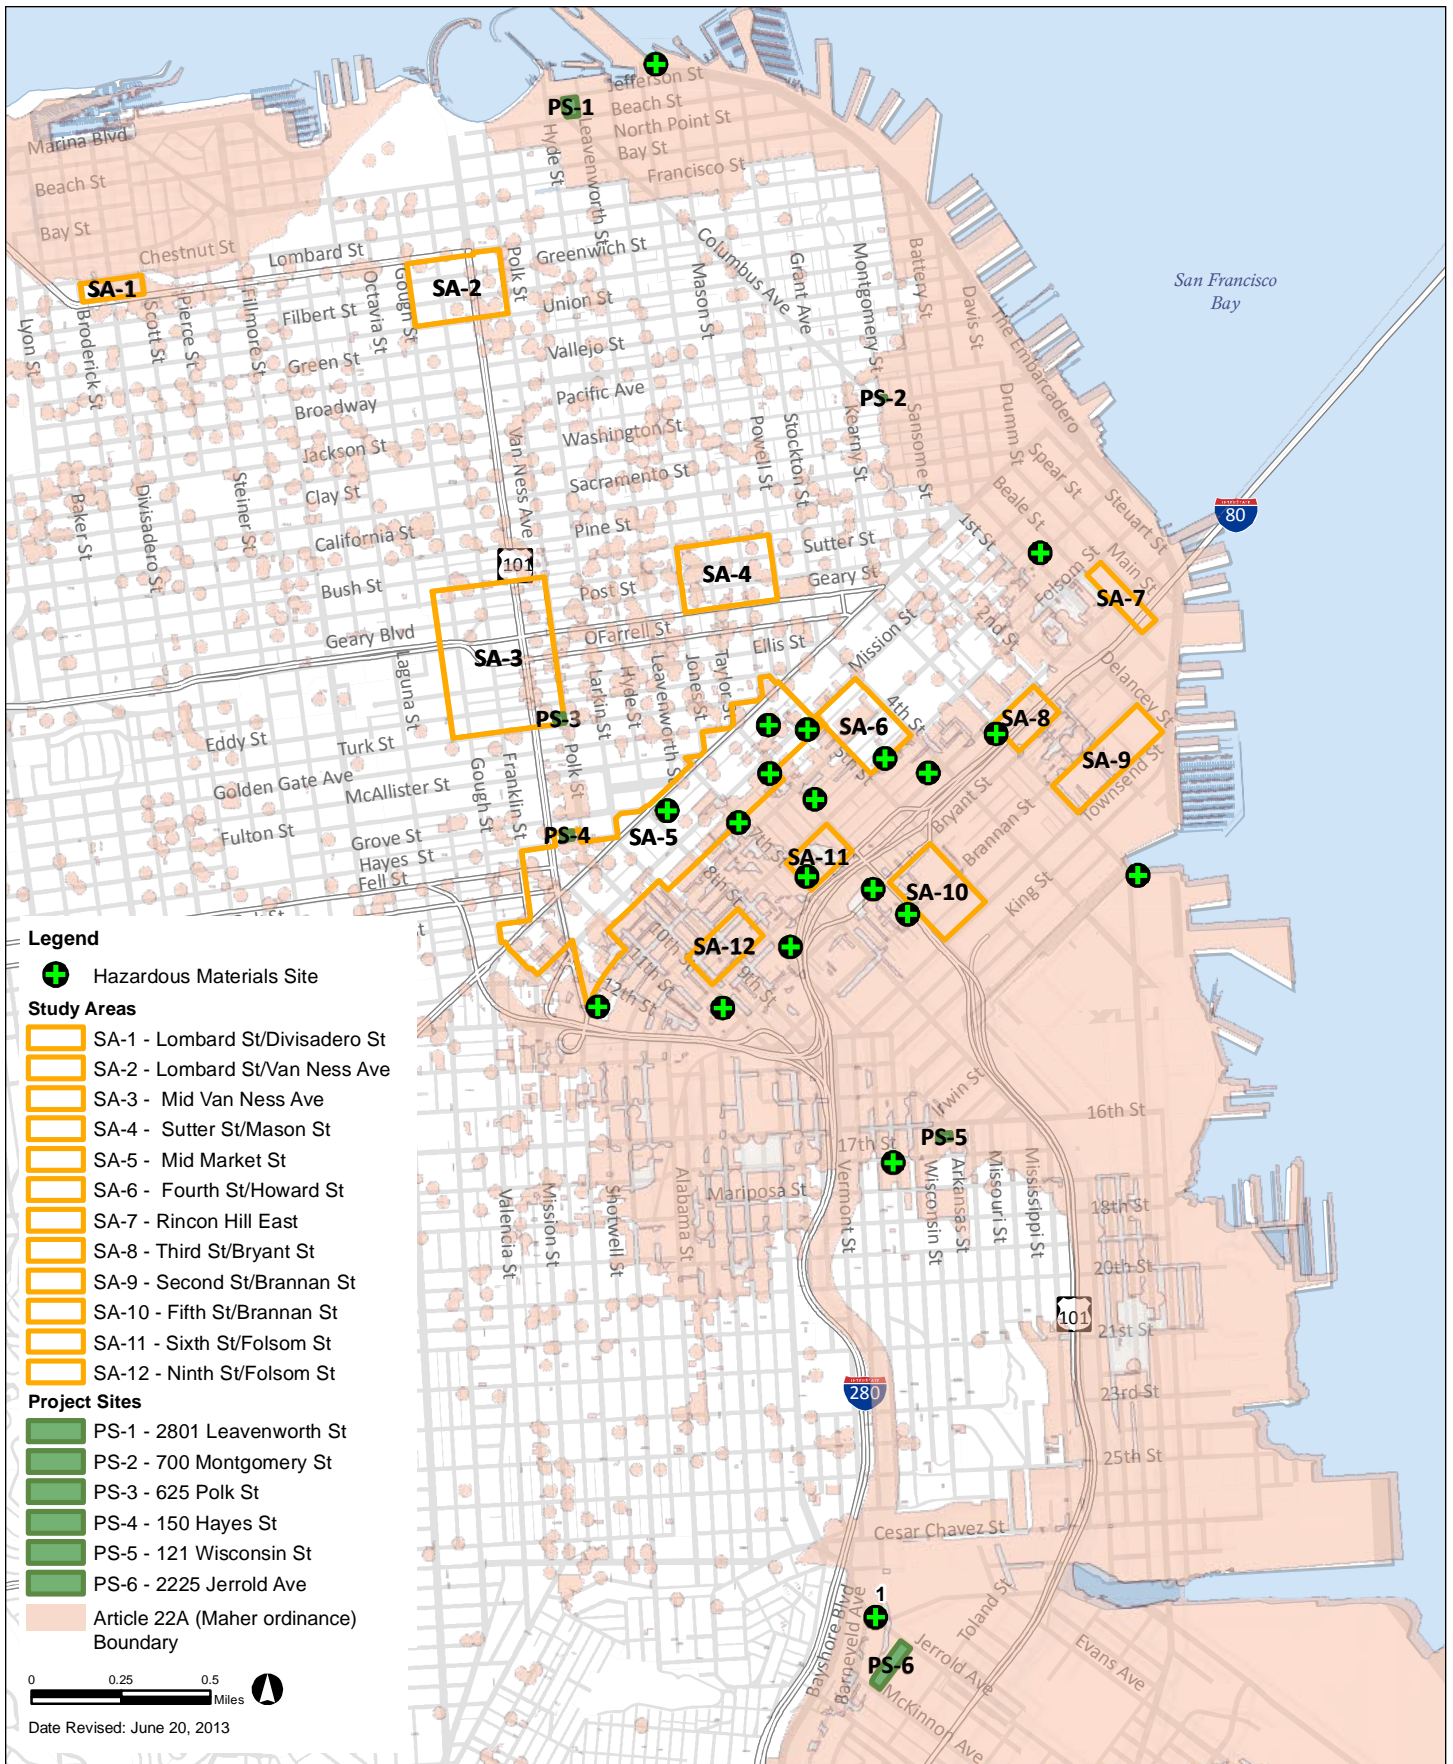 Jefferson St
PS-1
Beach St
North Point St
Bay St
Francisco St
Hyde St
Leavenworth St
Marina Blvd
Beach St
Bay St
Chestnut St
Lombard St
Greenwich St
Columbus Ave
Polk St
SA-1
SA-2
Union St
Filbert St
Vallejo St
Green St
Pacific Ave
Broadway
Washington St
Jackson St
Sacramento St
Clay St
Pine St
California St
Sutter St
Bush St
Post St
Geary St
Lyon St
Broderick St
Scott St
Pierce St
Fillmore St
Octavia St
Gough St
Mason St
Grant Ave
Montgomery St
Battery St
Davis St
The Embarcadero
San Francisco
Bay
PS-2
Kearny St
Sansome St
Drumm St
Spear St
Beale St
Steuart St
Powell St
Stockton St
Van Ness Ave
Baker St
Divisadero St
Steiner St
1st St
Main St
Folsom St
INTERSTATE
80
101
SA-4
SA-7
Geary Blvd
OFarrell St
Ellis St
Mission St
2nd St
Delancey St
SA-3
Laguna St
Larkin St
Hyde St
Leavenworth St
Jones St
Taylor St
4th St
PS-3
SA-6
SA-8
SA-9
Townsend St
5th St
Eddy St
Turk St
Golden Gate Ave
McAllister St
Fulton St
Grove St
Hayes St
Fell St
Gough St
Franklin St
Polk St
PS-4
SA-5
Bryant St
Brannan St
King St
7th St
SA-11
8th St
SA-10
SA-12
9th St
10th St
11th St
12th St
Irwin St
16th St
17th St
PS-5
Mariposa St
18th St
20th St
21st St
23rd St
25th St
Valencia St
Mission St
Shotwell St
Alabama St
Vermont St
Wisconsin St
Arkansas St
Missouri St
Mississippi St
101
INTERSTATE
280
Cesar Chavez St
1
Bayshore Blvd
Barneveld Ave
Toland St
Jerrold Ave
Evans Ave
PS-6
McKinnon Ave
Legend
Hazardous Materials Site
Study Areas
SA-1 - Lombard St/Divisadero St
SA-2 - Lombard St/Van Ness Ave
SA-3 - Mid Van Ness Ave
SA-4 - Sutter St/Mason St
SA-5 - Mid Market St
SA-6 - Fourth St/Howard St
SA-7 - Rincon Hill East
SA-8 - Third St/Bryant St
SA-9 - Second St/Brannan St
SA-10 - Fifth St/Brannan St
SA-11 - Sixth St/Folsom St
SA-12 - Ninth St/Folsom St
Project Sites
PS-1 - 2801 Leavenworth St
PS-2 - 700 Montgomery St
PS-3 - 625 Polk St
PS-4 - 150 Hayes St
PS-5 - 121 Wisconsin St
PS-6 - 2225 Jerrold Ave
Article 22A (Maher ordinance)
Boundary
0 0.25 0.5
Miles
Date Revised: June 20, 2013